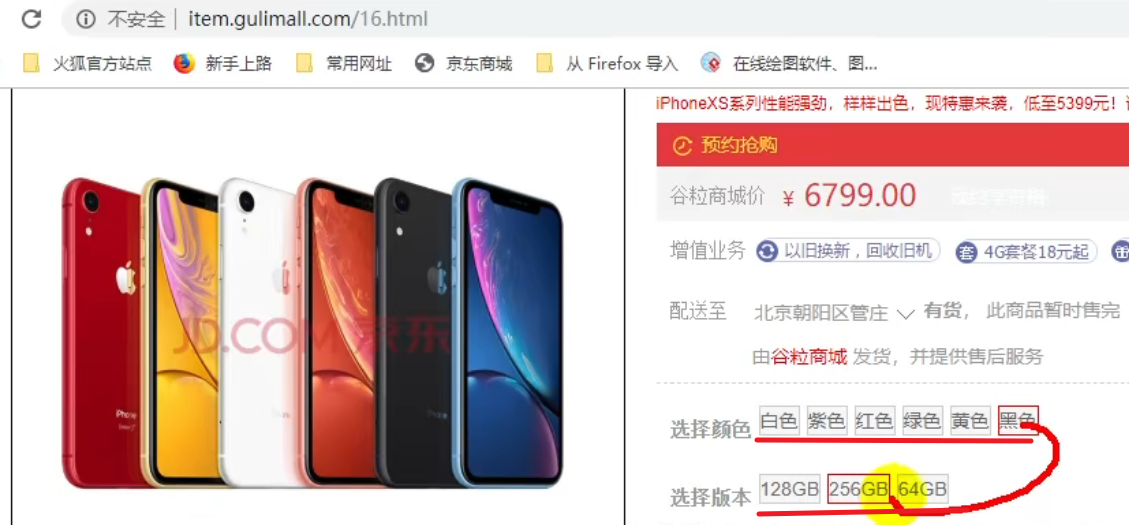 不安全 | item.gulimall.com/16.html
火狐官方站点 新手上路 常用网址 京东商城 从 Firefox 导入 在线绘图软件、图...
iPhoneXS系列性能强劲，样样出色，现特惠来袭，低至5399元！
预约抢购
谷粒商城价 ¥ 6799.00
增值业务 以旧换新，回收旧机 套 4G套餐18元起
配送至 北京朝阳区管庄 有货， 此商品暂时售完
由谷粒商城 发货，并提供售后服务
JD.COM 京东
iPhone
选择颜色 白色 紫色 红色 绿色 黄色 黑色
选择版本 128GB 256GB 64GB